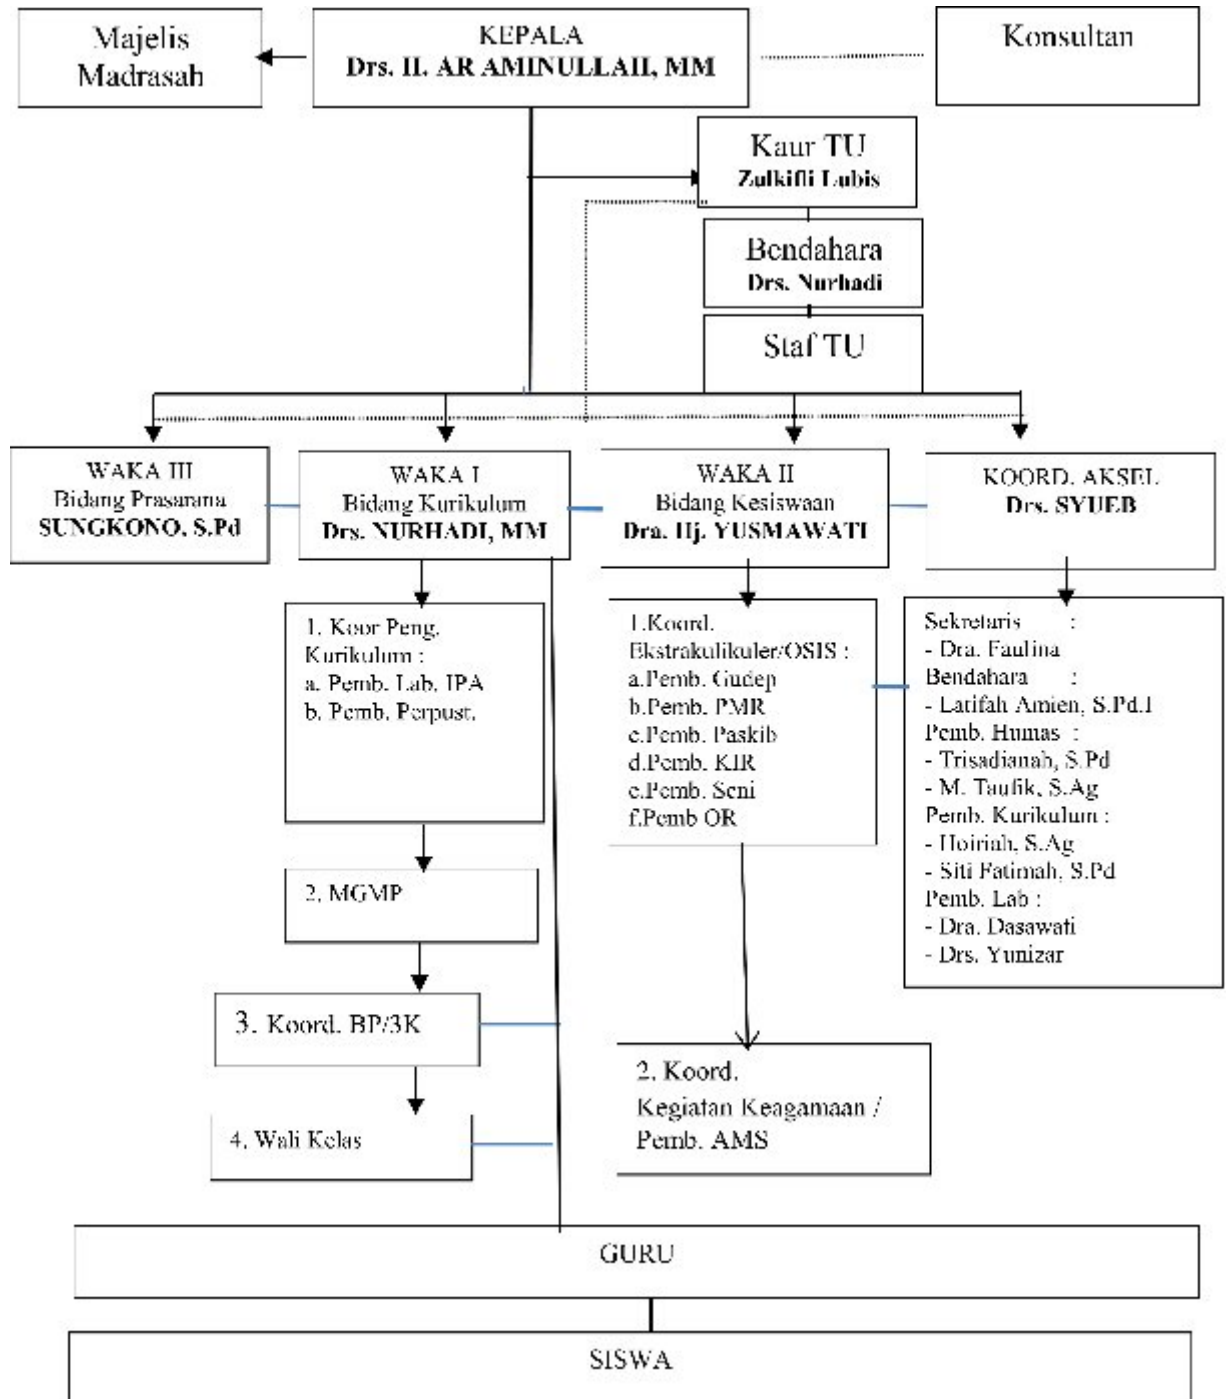 Majelis
Madrasah
KEPALA
Drs. II. AR AMINULLAII, MM
Konsultan
Kaur TU
Zulkifli Lubis
Bendahara
Drs. Nurhadi
Staf TU
WAKA III
Bidang Prasarana
SUNGKONO, S.Pd
WAKA I
Bidang Kurikulum
Drs. NURHADI, MM
WAKA II
Bidang Kesiswaan
Dra. Hj. YUSMAWATI
KOORD. AKSEL
Drs. SYUEB
1. Koor Peng.
Kurikulum :
a. Pemb. Lab. IPA
b. Pemb. Perpust.
1.Koord.
Ekstrakulikuler/OSIS :
a.Pemb. Gudep
b.Pemb. PMR
c.Pemb. Paskib
d.Pemb. KIR
e.Pemb. Seni
f.Pemb OR
Sekretaris :
- Dra. Faulina
Bendahara :
- Latifah Amien, S.Pd.I
Pemb. Humas :
- Trisadianah, S.Pd
- M. Taufik, S.Ag
Pemb. Kurikulum :
- Hoiriah, S.Ag
- Siti Fatimah, S.Pd
Pemb. Lab :
- Dra. Dasawati
- Drs. Yunizar
2. MGMP
3. Koord. BP/3K
4. Wali Kelas
2. Koord.
Kegiatan Keagamaan /
Pemb. AMS
GURU
SISWA